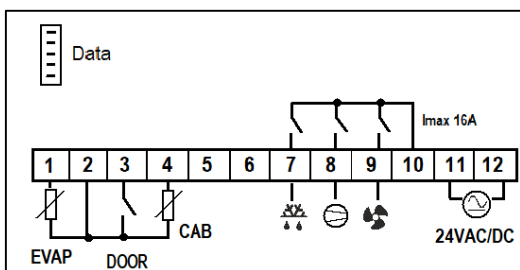 Data
Imax 16A
1 2 3 4 5 6 7 8 9 10 11 12
CAB
EVAP DOOR
24VAC/DC